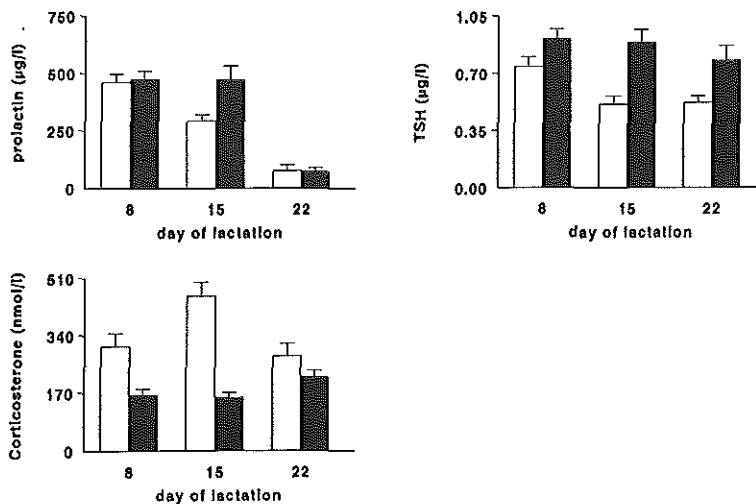 prolactin (µg/l)
750
500
250
0
8 15 22
day of lactation
TSH (µg/l)
1.05
0.70
0.35
0.00
8 15 22
day of lactation
Corticosterone (nmol/l)
510
340
170
0
8 15 22
day of lactation